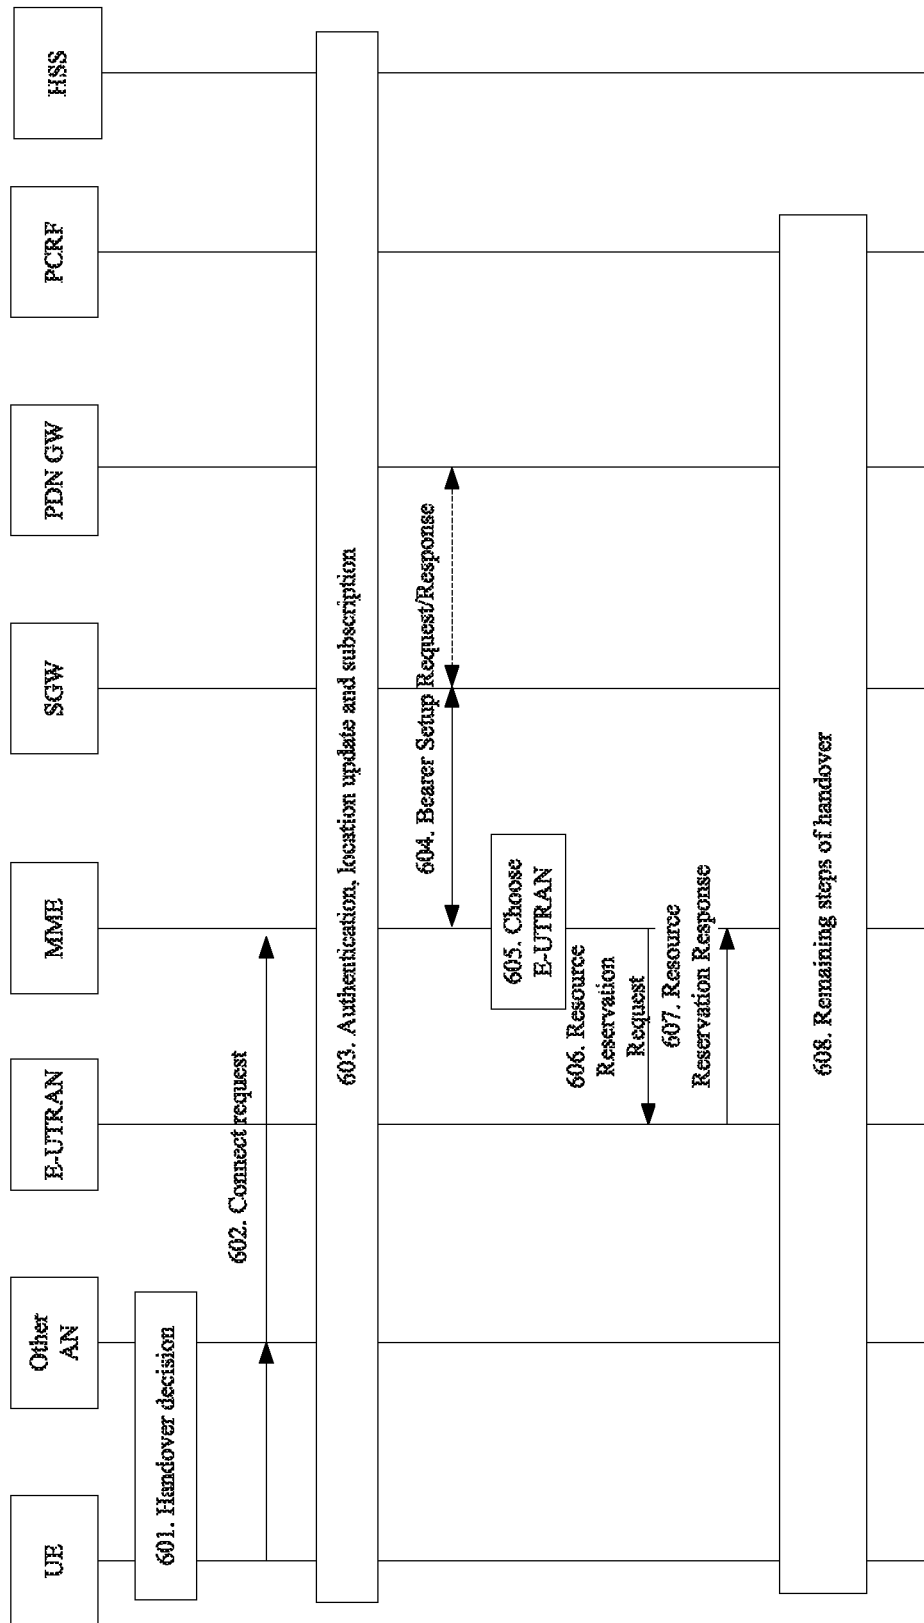 UE
Other
AN
E-UTRAN
MME
SGW
PDN GW
PCRF
HSS
601. Handover decision
602. Connect request
603. Authentication, location update and subscription
604. Bearer Setup Request/Response
605. Choose
E-UTRAN
606. Resource
Reservation
Request
607. Resource
Reservation Response
608. Remaining steps of handover